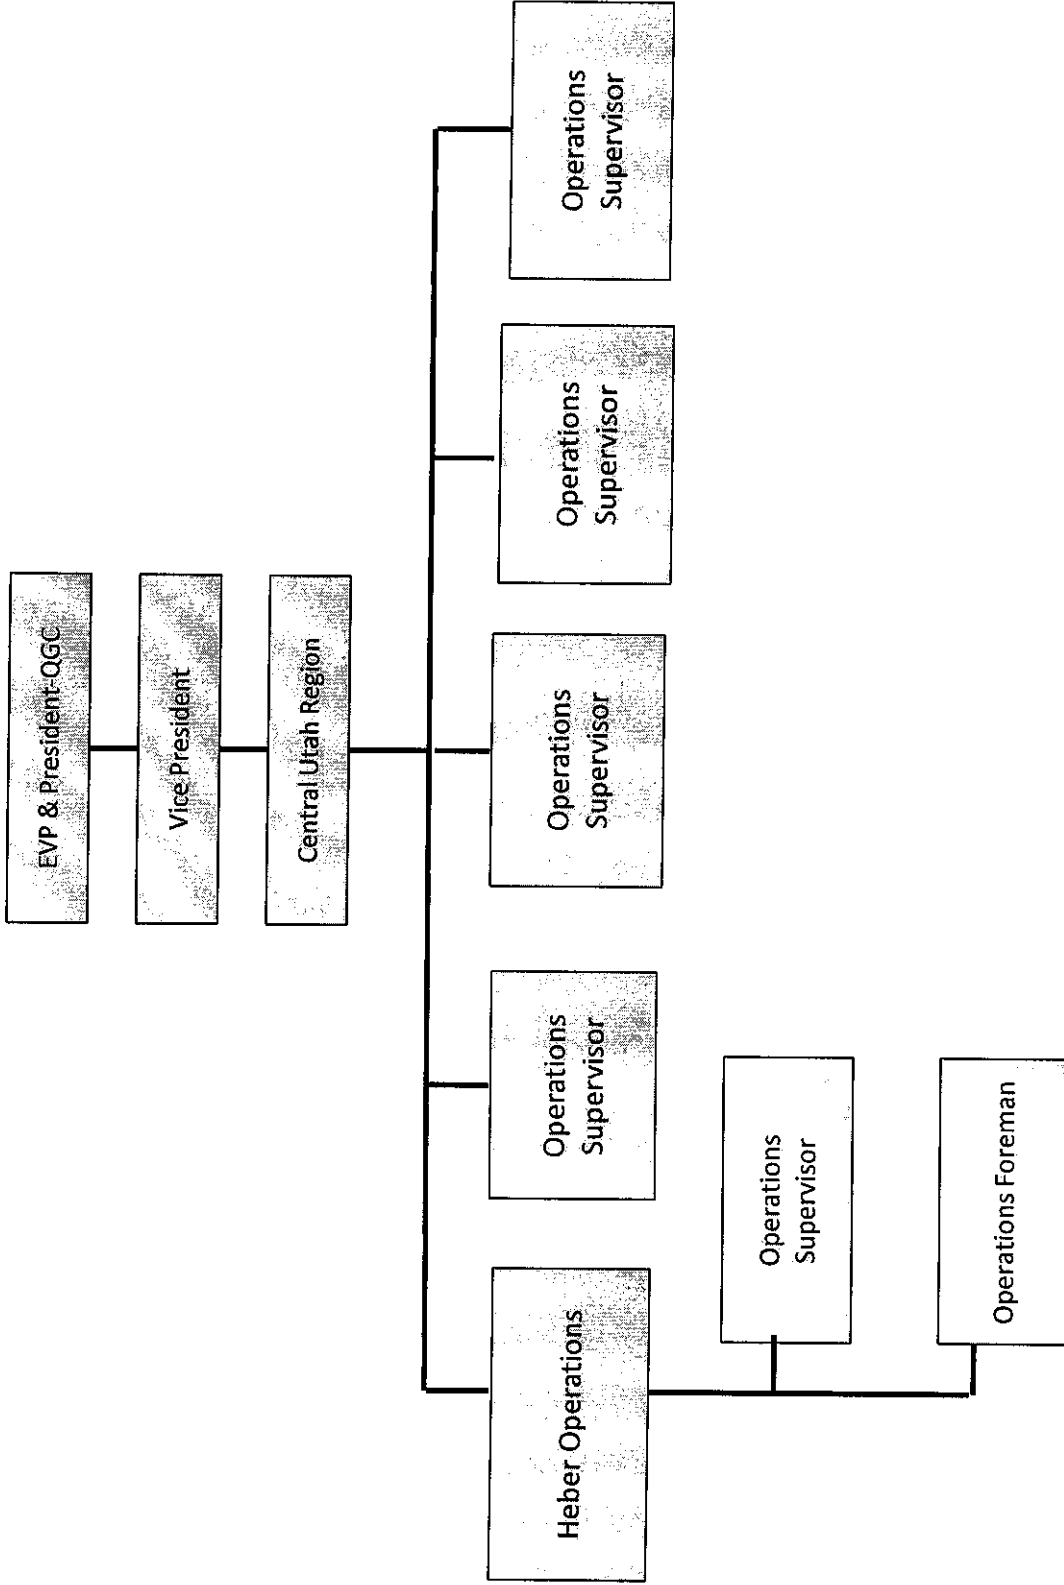 EVP & President-QGC
Vice President
Central Utah Region
Heber Operations
Operations
Supervisor
Operations
Supervisor
Operations
Supervisor
Operations
Supervisor
Operations
Supervisor
Operations Foreman